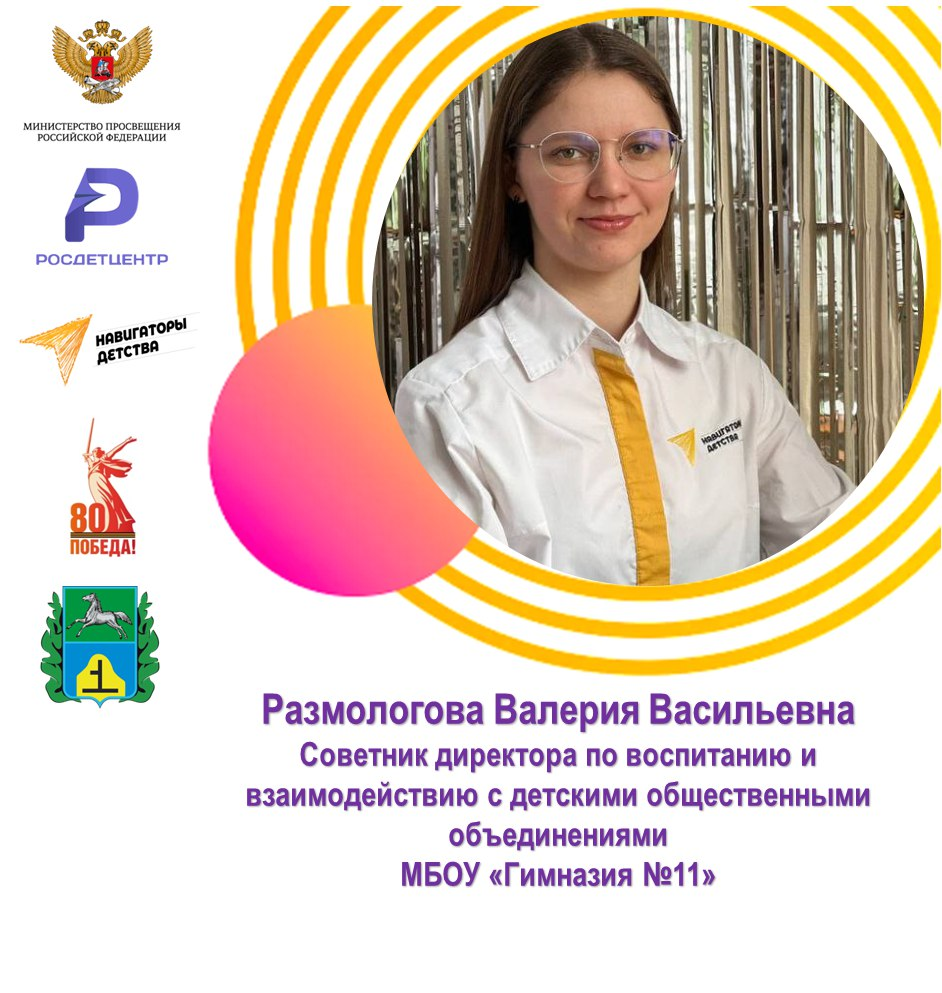 МИНИСТЕРСТВО ПРОСВЕЩЕНИЯ
РОССИЙСКОЙ ФЕДЕРАЦИИ
РОСДЕТЦЕНТР
НАВИГАТОРЫ
ДЕТСТВА
80
ПОБЕДА!
НАВИГАТОРЫ
ДЕТСТВА
Размологова Валерия Васильевна
Советник директора по воспитанию и
взаимодействию с детскими общественными
объединениями
МБОУ «Гимназия №11»